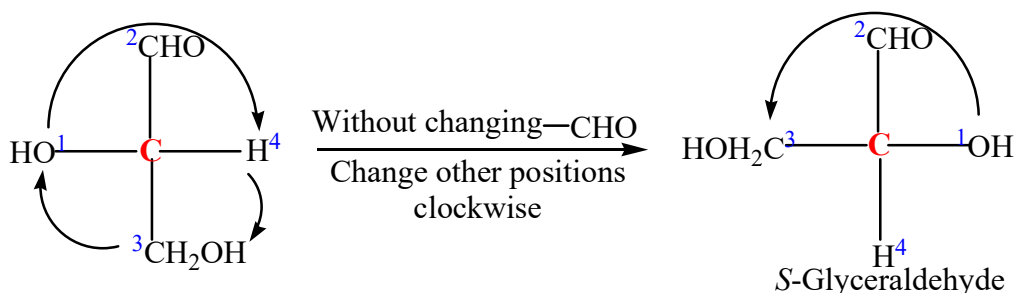 ²CHO
HO¹ C H⁴
³CH₂OH
Without changing—CHO
Change other positions
clockwise
²CHO
HOH₂C³ C ¹OH
H⁴
S-Glyceraldehyde